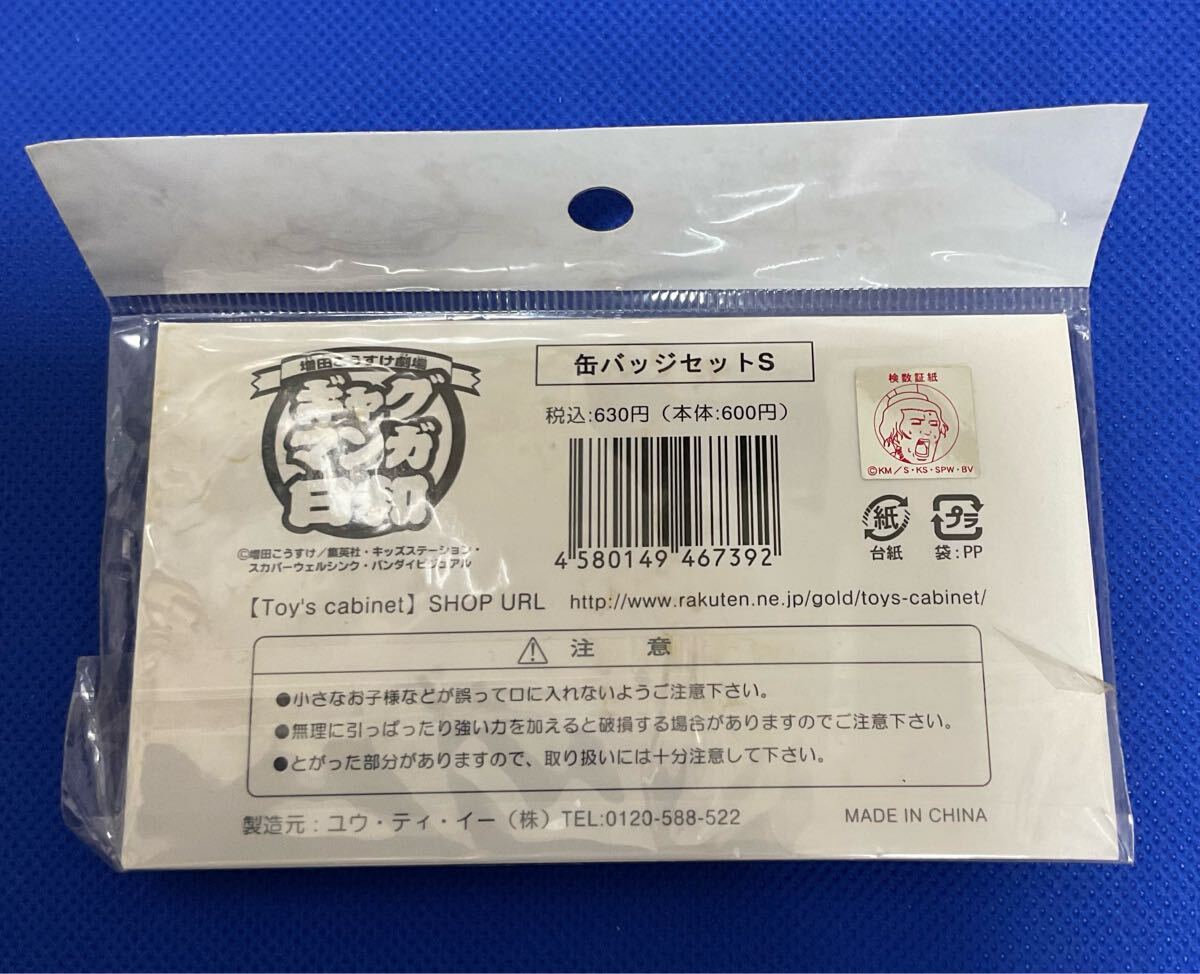 増田こうすけ劇場
ギャグ
マンガ
日和
©増田こうすけ／集英社・キッズステーション・
スカパーウェルシンク・バンダイビジュアル
缶バッジセットS
税込:630円（本体:600円）
4 580149 467392
検数証紙
©KM／S・KS・SPW・BV
紙
台紙
プラ
袋:PP
【Toy's cabinet】SHOP URL http://www.rakuten.ne.jp/gold/toys-cabinet/
注 意
●小さなお子様などが誤って口に入れないようご注意下さい。
●無理に引っぱったり強い力を加えると破損する場合がありますのでご注意下さい。
●とがった部分がありますので、取り扱いには十分注意して下さい。
製造元：ユウ・ティ・イー（株）TEL:0120-588-522
MADE IN CHINA